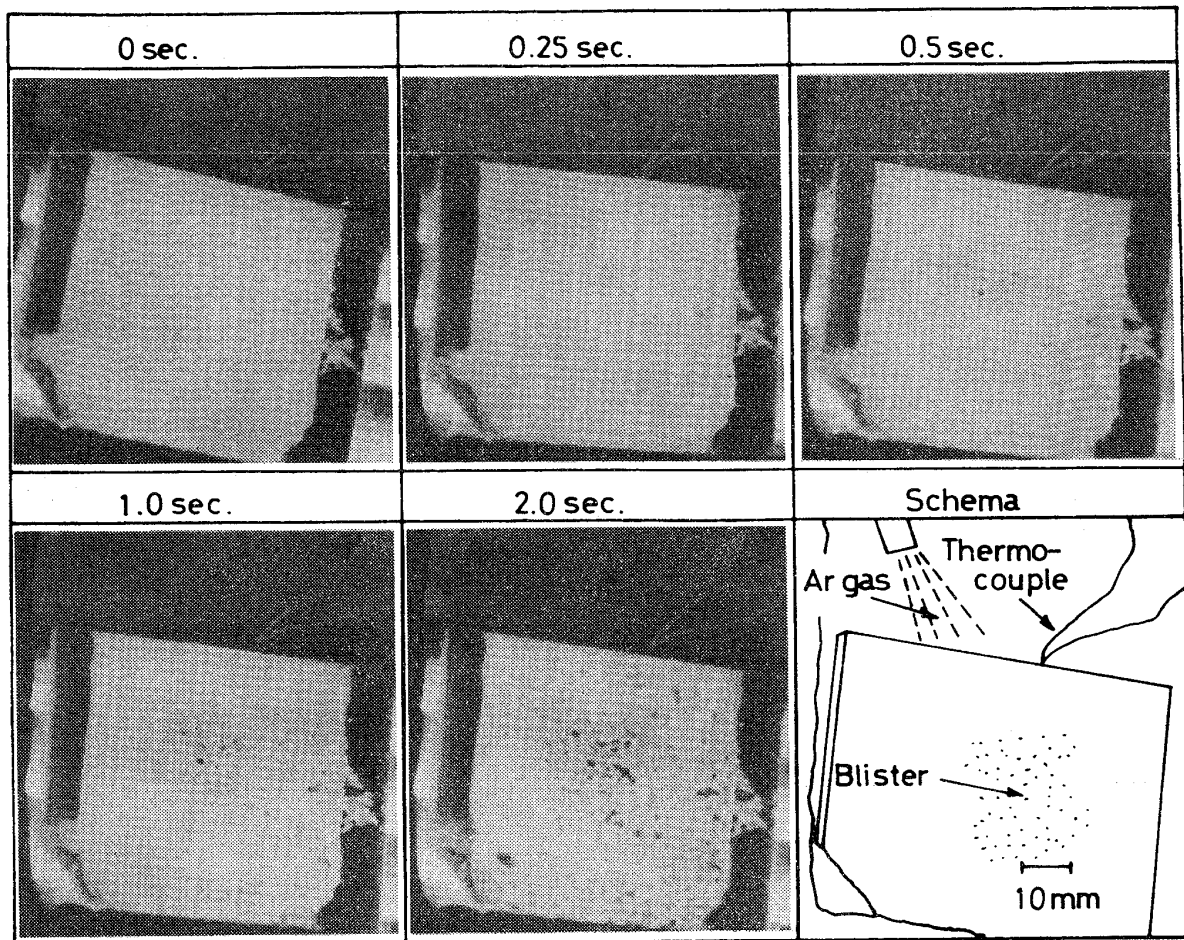 0 sec.
0.25 sec.
0.5 sec.
1.0 sec.
2.0 sec.
Schema
Thermo-
couple
Ar gas
Blister
10mm